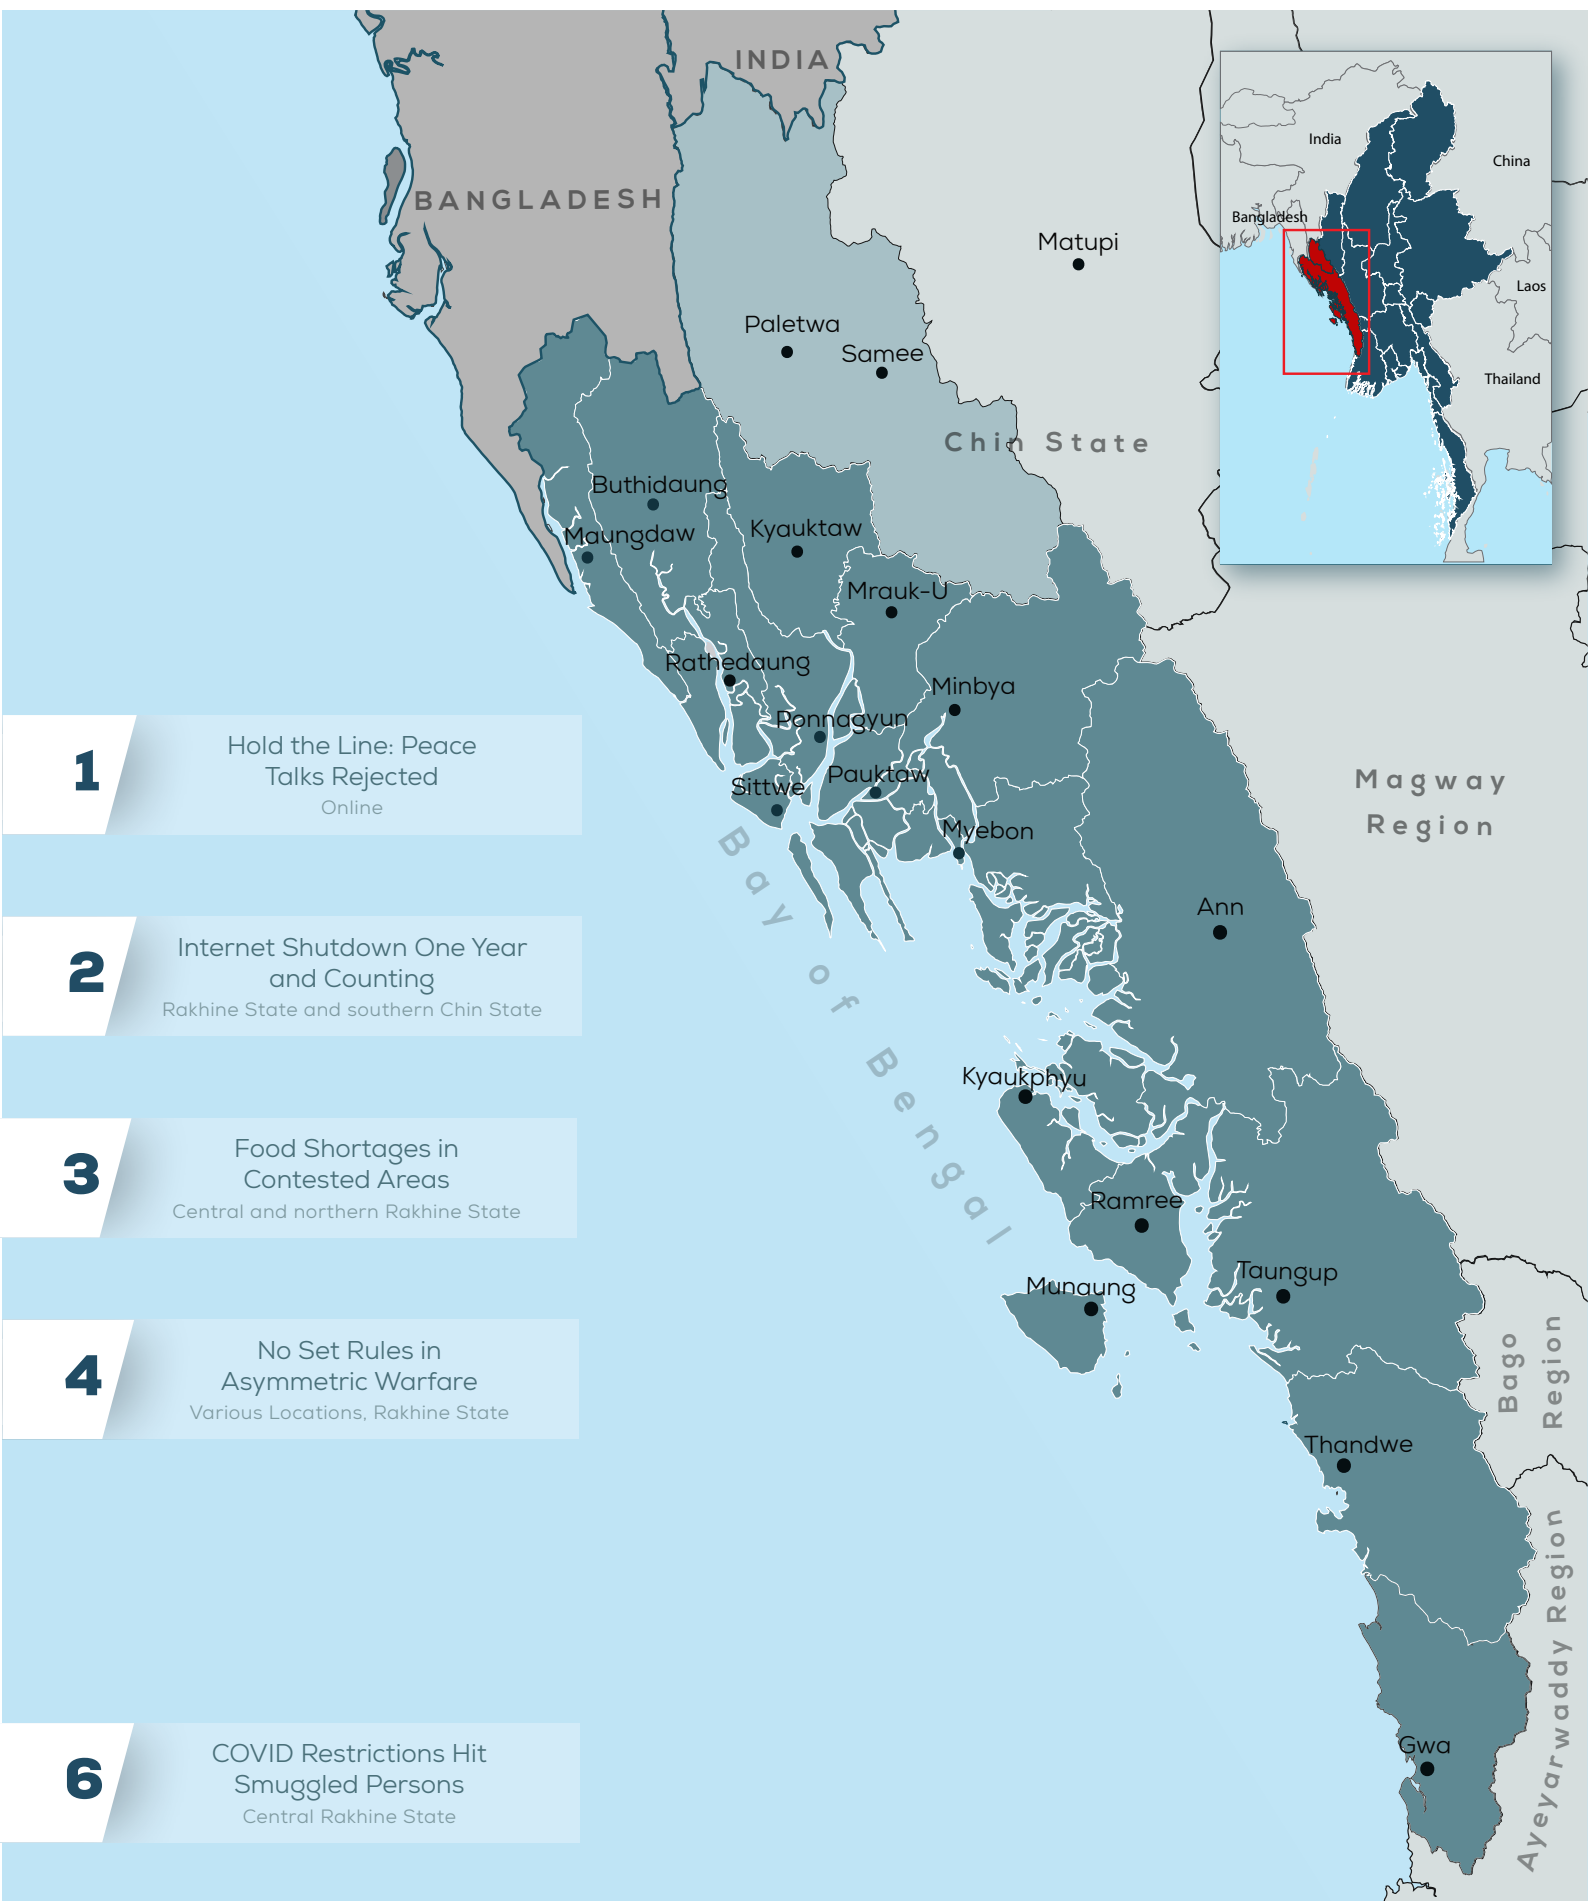 INDIA
BANGLADESH
India
China
Bangladesh
Laos
Thailand
Matupi
Paletwa
Samee
Chin State
Buthidaung
Maungdaw
Kyauktaw
Mrauk-U
Rathedaung
Minbya
Ponnagyun
Pauktaw
Sittwe
Myebon
Magway
Region
Ann
Bay of Bengal
Kyaukphyu
Ramree
Munaung
Taungup
Bago
Region
Thandwe
Ayeyarwaddy Region
Gwa
1
Hold the Line: Peace
Talks Rejected
Online
2
Internet Shutdown One Year
and Counting
Rakhine State and southern Chin State
3
Food Shortages in
Contested Areas
Central and northern Rakhine State
4
No Set Rules in
Asymmetric Warfare
Various Locations, Rakhine State
6
COVID Restrictions Hit
Smuggled Persons
Central Rakhine State